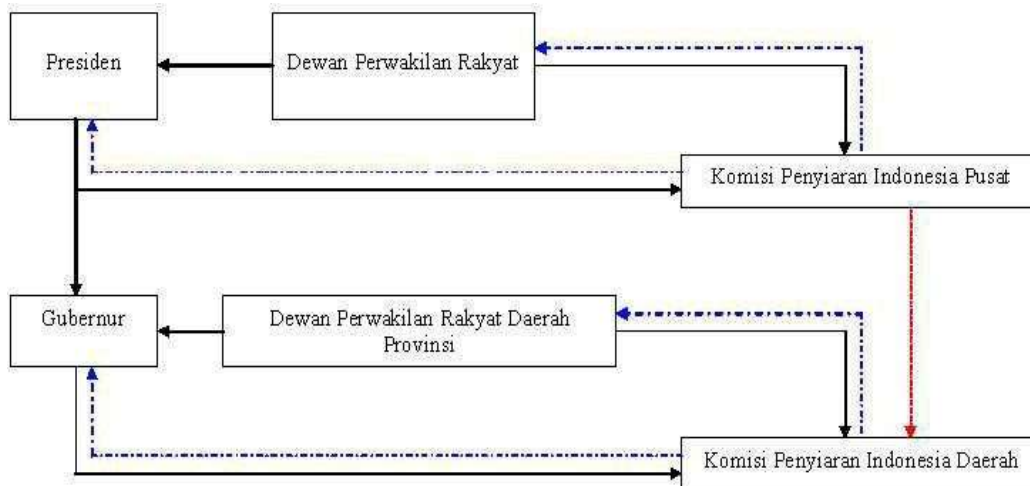 Presiden
Dewan Perwakilan Rakyat
Komisi Penyiaran Indonesia Pusat
Gubernur
Dewan Perwakilan Rakyat Daerah
Provinsi
Komisi Penyiaran Indonesia Daerah